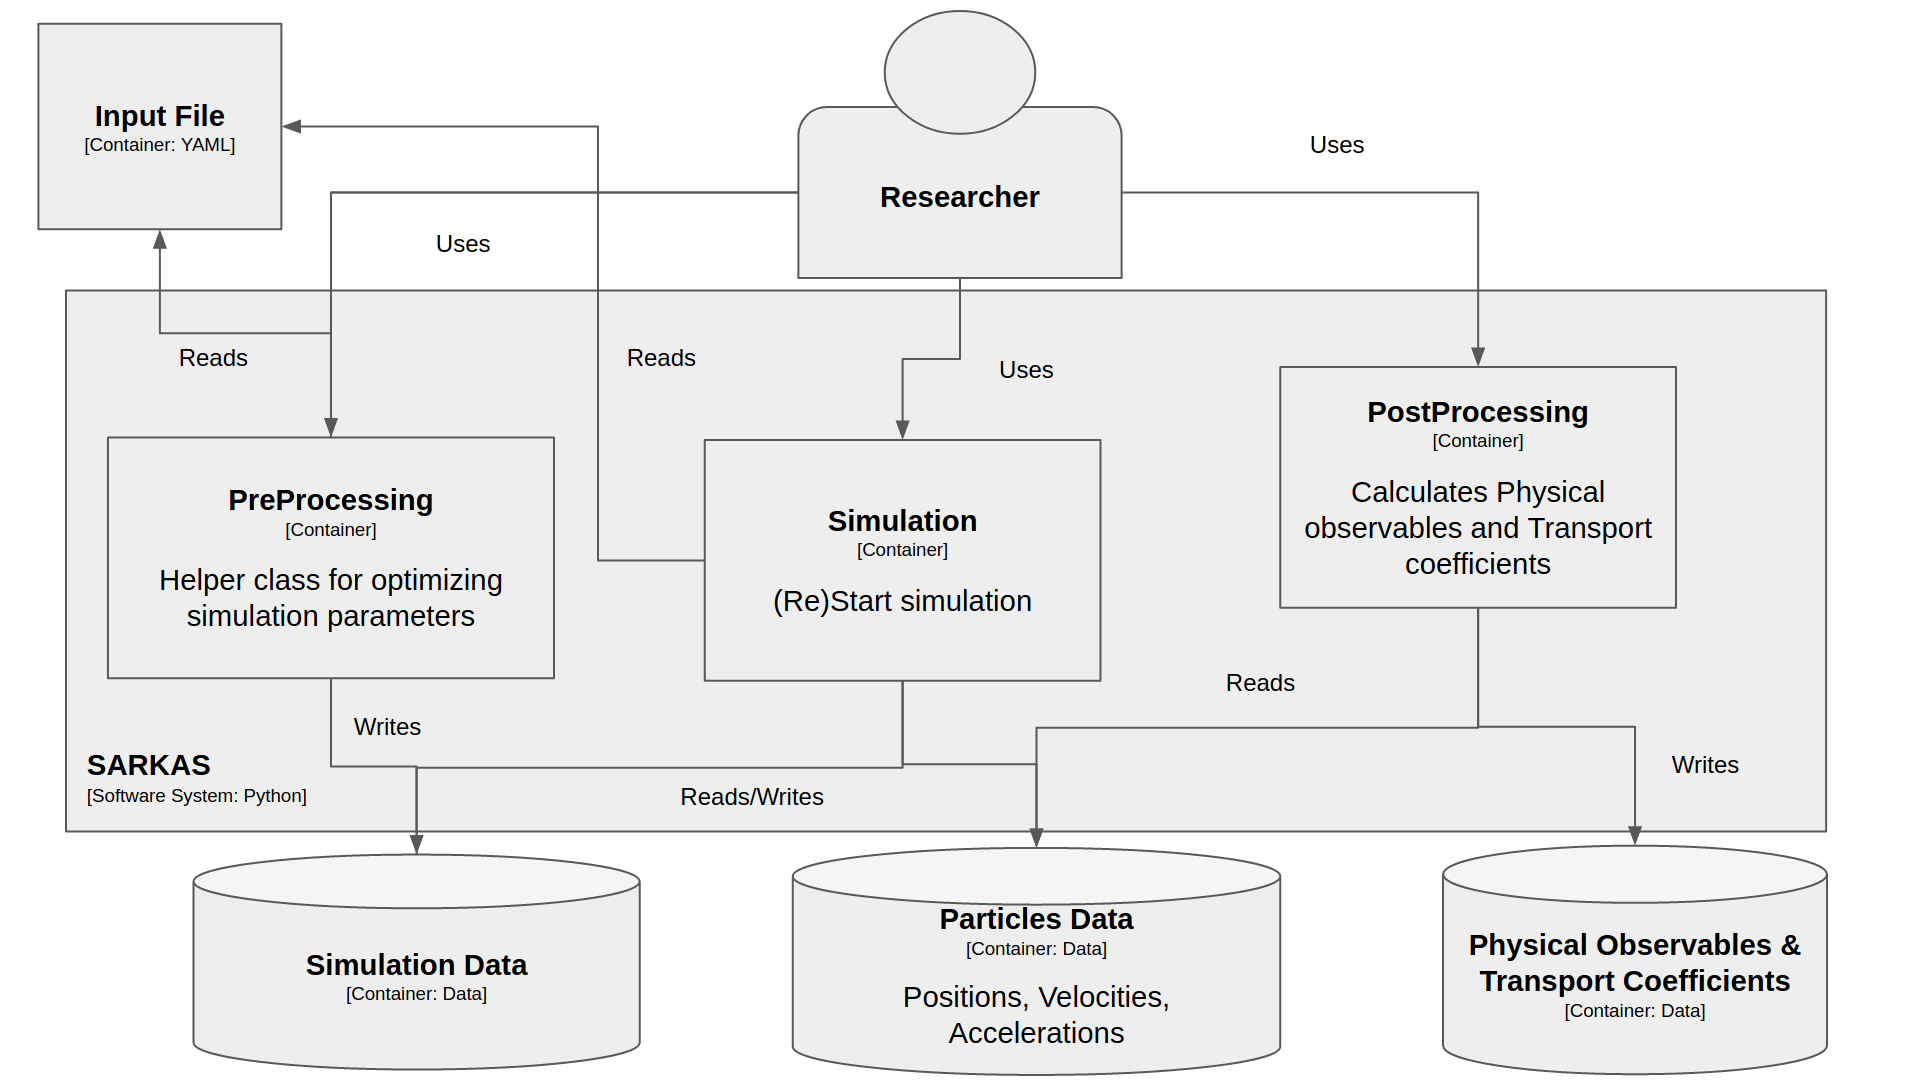 Input File
[Container: YAML]
Researcher
Uses
Uses
Reads
Reads
Uses
PreProcessing
[Container]
Helper class for optimizing
simulation parameters
Simulation
[Container]
(Re)Start simulation
PostProcessing
[Container]
Calculates Physical
observables and Transport
coefficients
Reads
Writes
SARKAS
[Software System: Python]
Reads/Writes
Writes
Simulation Data
[Container: Data]
Particles Data
[Container: Data]
Positions, Velocities,
Accelerations
Physical Observables &
Transport Coefficients
[Container: Data]